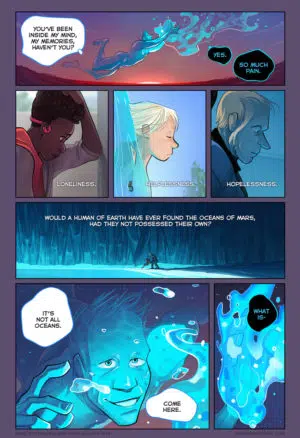 YOU'VE BEEN
INSIDE MY MIND,
MY MEMORIES,
HAVEN'T YOU?
YES.
SO MUCH
PAIN.
LONELINESS.
HELPLESSNESS.
HOPELESSNESS.
WOULD A HUMAN OF EARTH HAVE EVER FOUND THE OCEANS OF MARS,
HAD THEY NOT POSSESSED THEIR OWN?
IT'S
NOT ALL
OCEANS.
COME
HERE.
WHAT
IS-